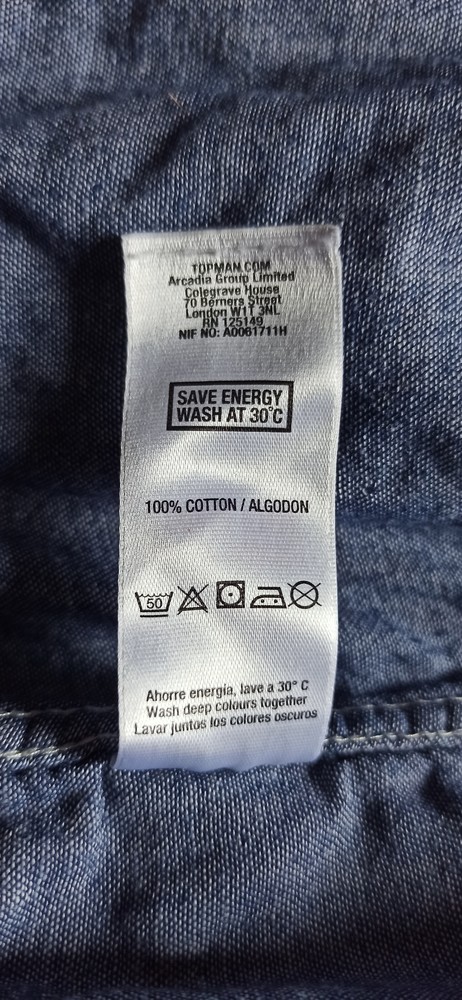 TOPMAN.COM
Arcadia Group Limited
Colegrave House
70 Berners Street
London W1T 3NL
RN 125149
NIF NO: A0061711H
SAVE ENERGY
WASH AT 30°C
100% COTTON / ALGODON
50
Ahorre energía, lave a 30° C
Wash deep colours together
Lavar juntos los colores oscuros